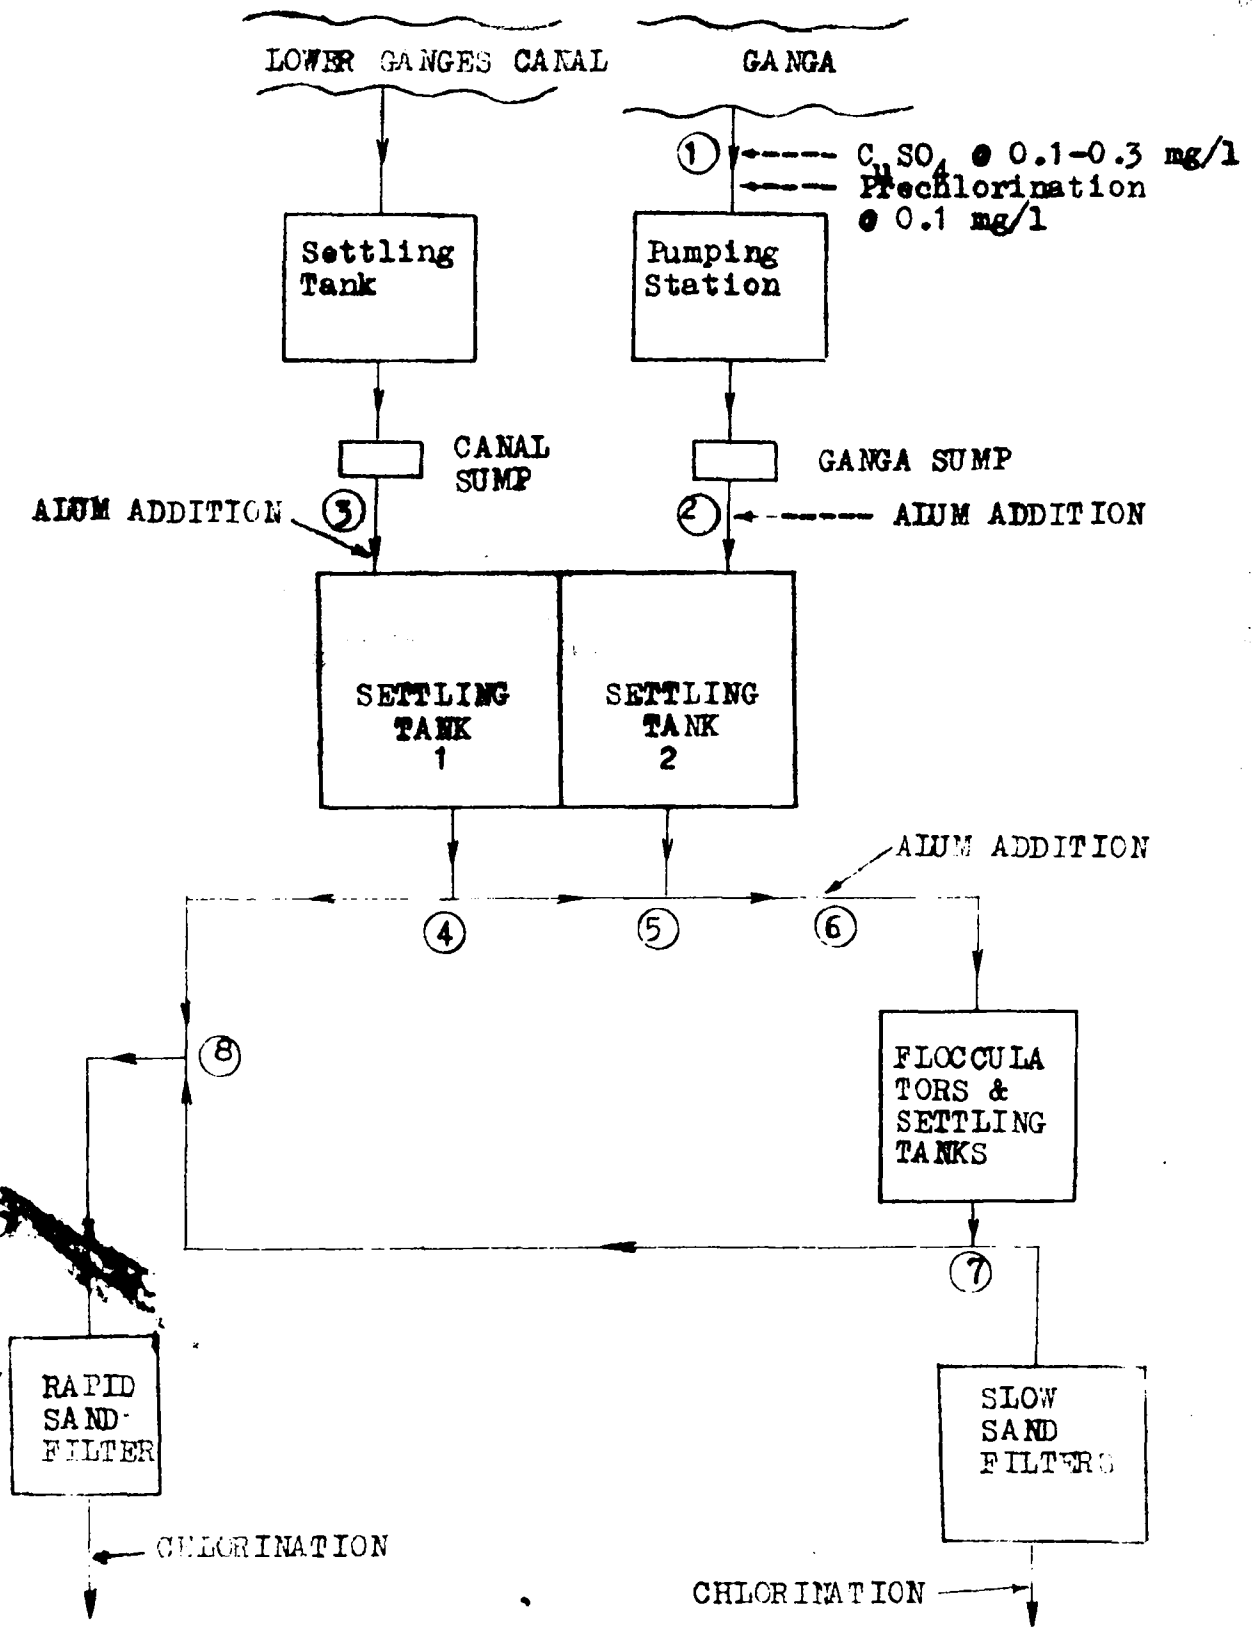 LOWER GANGES CANAL
GANGA
1
CuSO4 @ 0.1-0.3 mg/l
Prechlorination
@ 0.1 mg/l
Settling
Tank
Pumping
Station
CANAL
SUMP
GANGA SUMP
ALUM ADDITION
3
2
ALUM ADDITION
SETTLING
TANK
1
SETTLING
TANK
2
ALUM ADDITION
4
5
6
8
FLOCCULA
TORS &
SETTLING
TANKS
7
RAPID
SAND-
FILTER
SLOW
SAND
FILTERS
CHLORINATION
CHLORINATION